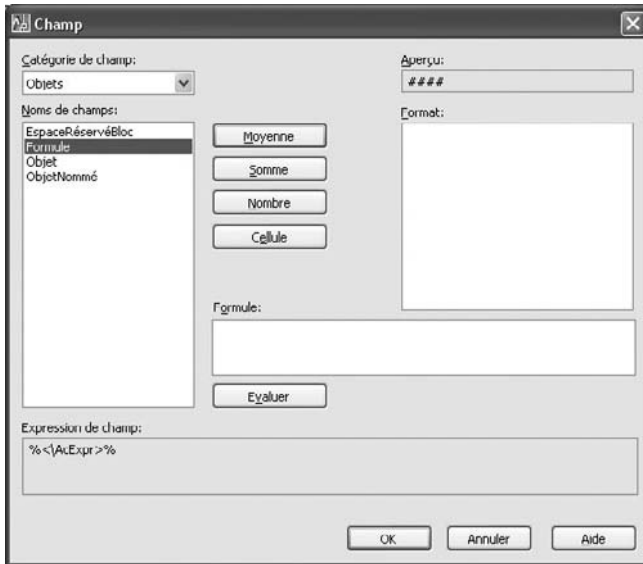 Champ
Catégorie de champ:
Objets
Noms de champs:
EspaceRéservéBloc
Formule
Objet
ObjetNommé
Moyenne
Somme
Nombre
Cellule
Aperçu:
####
Format:
Formule:
Evaluer
Expression de champ:
%<\AcExpr>%
OK
Annuler
Aide